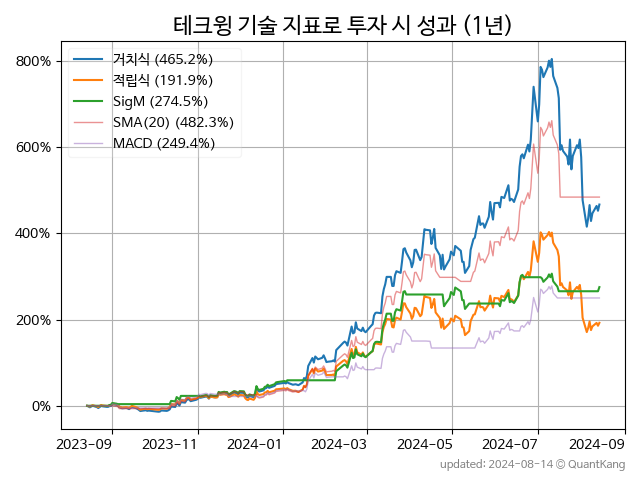 테크윙 기술 지표로 투자 시 성과 (1년)
800%
600%
400%
200%
0%
거치식 (465.2%)
적립식 (191.9%)
SigM (274.5%)
SMA(20) (482.3%)
MACD (249.4%)
2023-09 2023-11 2024-01 2024-03 2024-05 2024-07 2024-09
updated: 2024-08-14 @ QuantKang